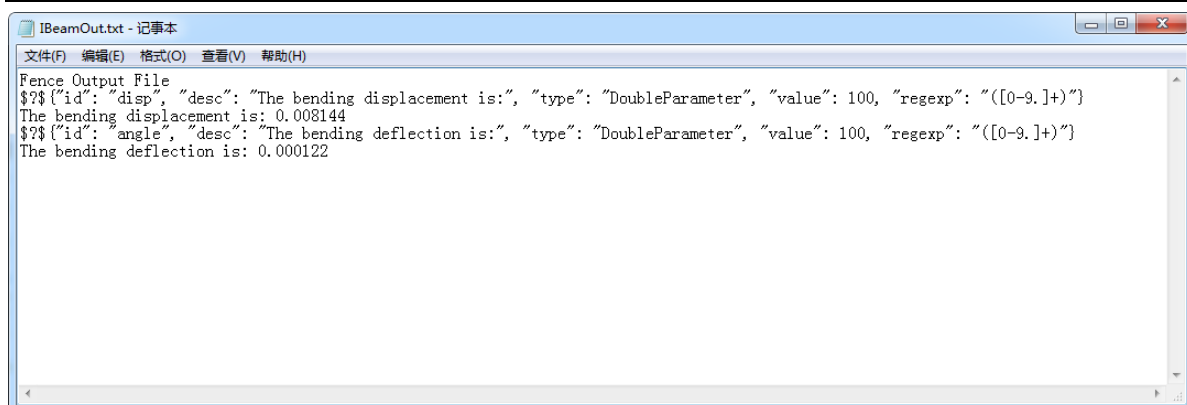 IBeamOut.txt - 记事本
文件(F) 编辑(E) 格式(O) 查看(V) 帮助(H)
Fence Output File
$?${"id": "disp", "desc": "The bending displacement is:", "type": "DoubleParameter", "value": 100, "regexp": "([0-9.]+)"}
The bending displacement is: 0.008144
$?${"id": "angle", "desc": "The bending deflection is:", "type": "DoubleParameter", "value": 100, "regexp": "([0-9.]+)"}
The bending deflection is: 0.000122